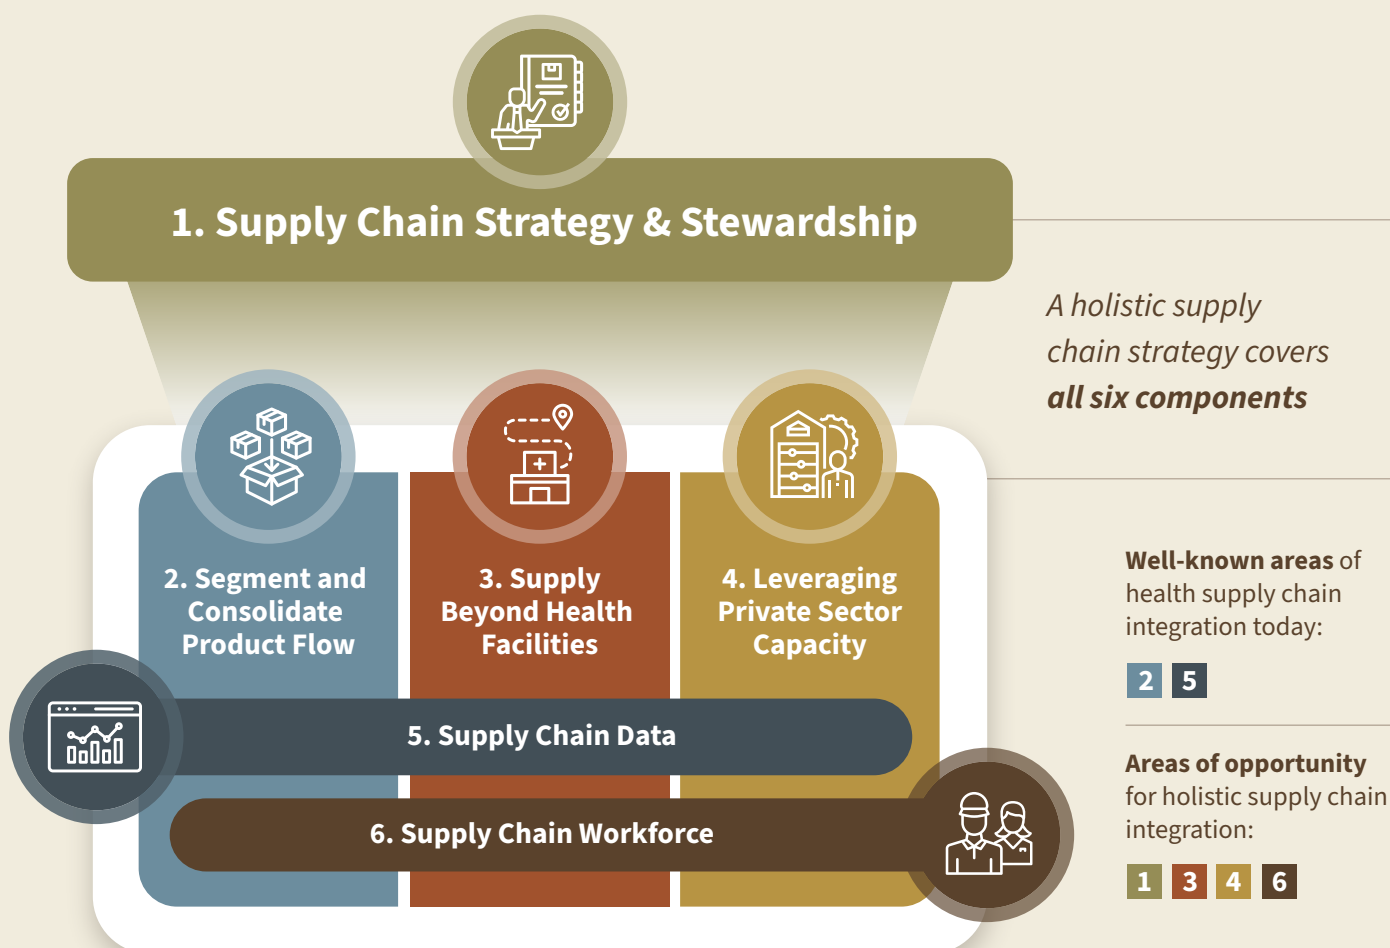 1. Supply Chain Strategy & Stewardship
A holistic supply
chain strategy covers
all six components
2. Segment and
Consolidate
Product Flow
3. Supply
Beyond Health
Facilities
4. Leveraging
Private Sector
Capacity
5. Supply Chain Data
6. Supply Chain Workforce
Well-known areas of
health supply chain
integration today:
2 5
Areas of opportunity
for holistic supply chain
integration:
1 3 4 6